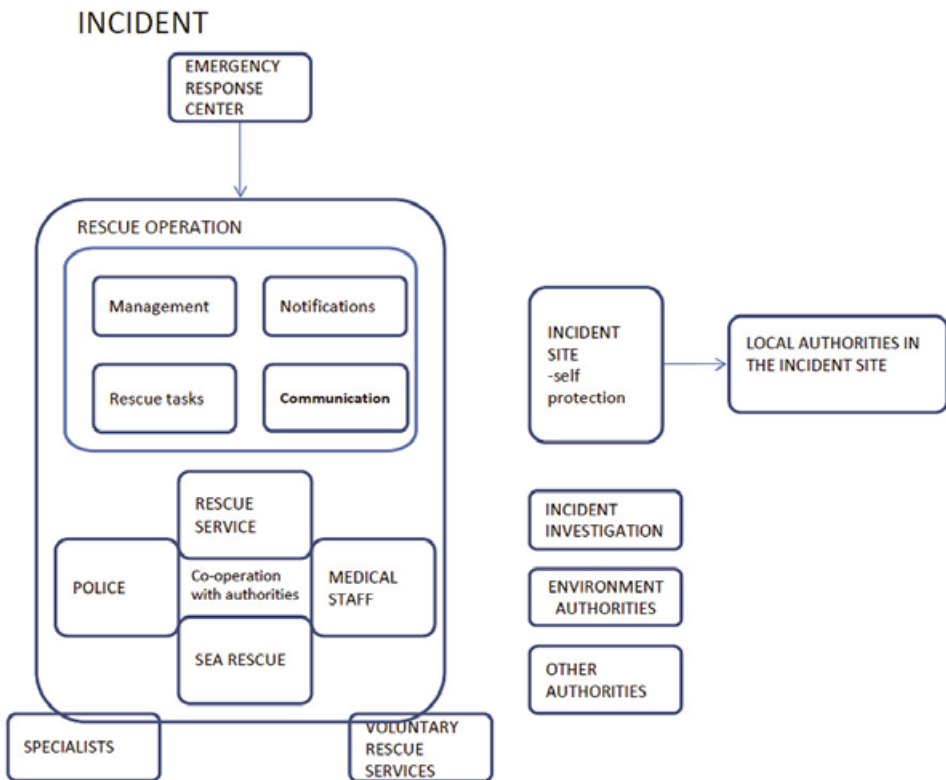 INCIDENT
EMERGENCY
RESPONSE
CENTER
RESCUE OPERATION
Management
Notifications
Rescue tasks
Communication
RESCUE
SERVICE
POLICE
Co-operation
with authorities
MEDICAL
STAFF
SEA RESCUE
SPECIALISTS
VOLUNTARY
RESCUE
SERVICES
INCIDENT
SITE
-self
protection
LOCAL AUTHORITIES IN
THE INCIDENT SITE
INCIDENT
INVESTIGATION
ENVIRONMENT
AUTHORITIES
OTHER
AUTHORITIES